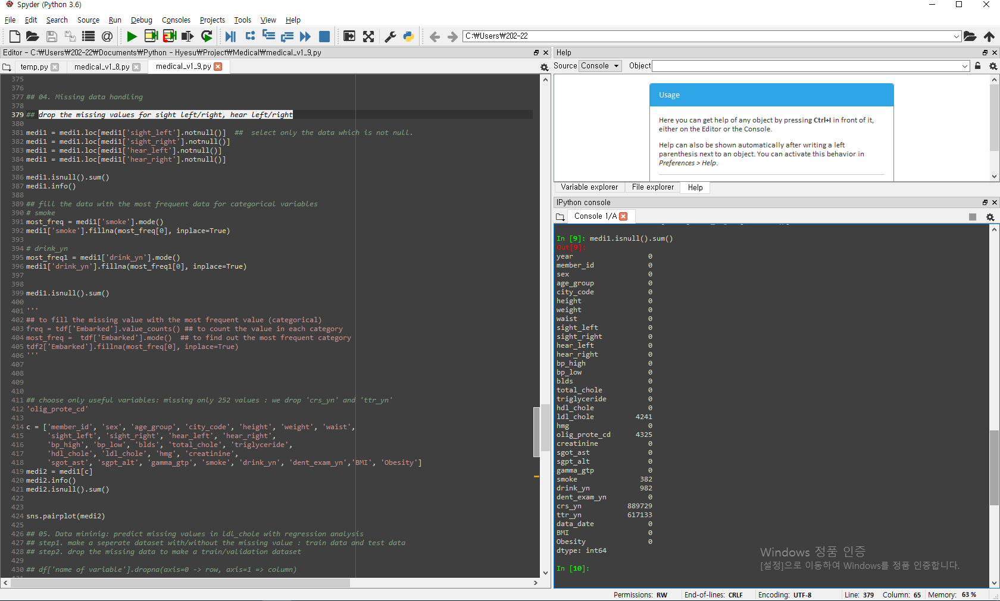 Spyder (Python 3.6)
File Edit Search Source Run Debug Consoles Projects Tools View Help
C:₩Users₩202-22
Editor - C:₩Users₩202-22₩Documents₩Python - Hyesu₩Project₩Medical₩medical_v1_9.py
temp.py medical_v1_8.py medical_v1_9.py
375
376
377 ## 04. Missing data handling
378
379 ## drop the missing values for sight left/right, hear left/right
380
381 medi1 = medi1.loc[medi1['sight_left'].notnull()]  ##  select only the data which is not null.
382 medi1 = medi1.loc[medi1['sight_right'].notnull()]
383 medi1 = medi1.loc[medi1['hear_left'].notnull()]
384 medi1 = medi1.loc[medi1['hear_right'].notnull()]
385
386 medi1.isnull().sum()
387 medi1.info()
388
389 ## fill the data with the most frequent data for categorical variables
390 # smoke
391 most_freq = medi1['smoke'].mode()
392 medi1['smoke'].fillna(most_freq[0], inplace=True)
393
394 # drink_yn
395 most_freq1 = medi1['drink_yn'].mode()
396 medi1['drink_yn'].fillna(most_freq1[0], inplace=True)
397
398
399 medi1.isnull().sum()
400
401 '''
402 ## to fill the missing value with the most frequent value (categorical)
403 freq = tdf['Embarked'].value_counts() ## to count the value in each category
404 most_freq =  tdf['Embarked'].mode()  ## to find out the most frequent category
405 tdf2['Embarked'].fillna(most_freq[0], inplace=True)
406 '''
407
408
409
410
411 ## choose only useful variables: missing only 252 values : we drop 'crs_yn' and 'ttr_yn'
412 'olig_prote_cd'
413
414 c = ['member_id', 'sex', 'age_group', 'city_code', 'height', 'weight', 'waist',
415 'sight_left', 'sight_right', 'hear_left', 'hear_right',
416 'bp_high', 'bp_low', 'blds', 'total_chole', 'triglyceride',
417 'hdl_chole', 'ldl_chole', 'hmg', 'creatinine',
418 'sgot_ast', 'sgpt_alt', 'gamma_gtp', 'smoke', 'drink_yn', 'dent_exam_yn','BMI', 'Obesity']
419 medi2 = medi1[c]
420 medi2.info()
421 medi2.isnull().sum()
422
423
424 sns.pairplot(medi2)
425
426 ## 05. Data mininig: predict missing values in ldl_chole with regression analysis
427 ## step1. make a seperate dataset with/without the missing value : train data and test data
428 ## step2. drop the missing data to make a train/validation dataset
429
430 ## df['name of variable'].dropna(axis=0 -> row, axis=1 => column)
Help
Source Console Object
Usage
Here you can get help of any object by pressing Ctrl+I in front of it,
either on the Editor or the Console.
Help can also be shown automatically after writing a left
parenthesis next to an object. You can activate this behavior in
Preferences > Help.
Variable explorer File explorer Help
IPython console
Console 1/A
In [9]: medi1.isnull().sum()
Out[9]:
year 0
member_id 0
sex 0
age_group 0
city_code 0
height 0
weight 0
waist 0
sight_left 0
sight_right 0
hear_left 0
hear_right 0
bp_high 0
bp_low 0
blds 0
total_chole 0
triglyceride 0
hdl_chole 0
ldl_chole 4241
hmg 0
olig_prote_cd 4325
creatinine 0
sgot_ast 0
sgpt_alt 0
gamma_gtp 0
smoke 382
drink_yn 982
dent_exam_yn 0
crs_yn 889729
ttr_yn 617133
data_date 0
BMI 0
Obesity 0
dtype: int64
In [10]:
Windows 정품 인증
[설정]으로 이동하여 Windows를 정품 인증합니다.
Permissions: RW End-of-lines: CRLF Encoding: UTF-8 Line: 379 Column: 65 Memory: 63 %